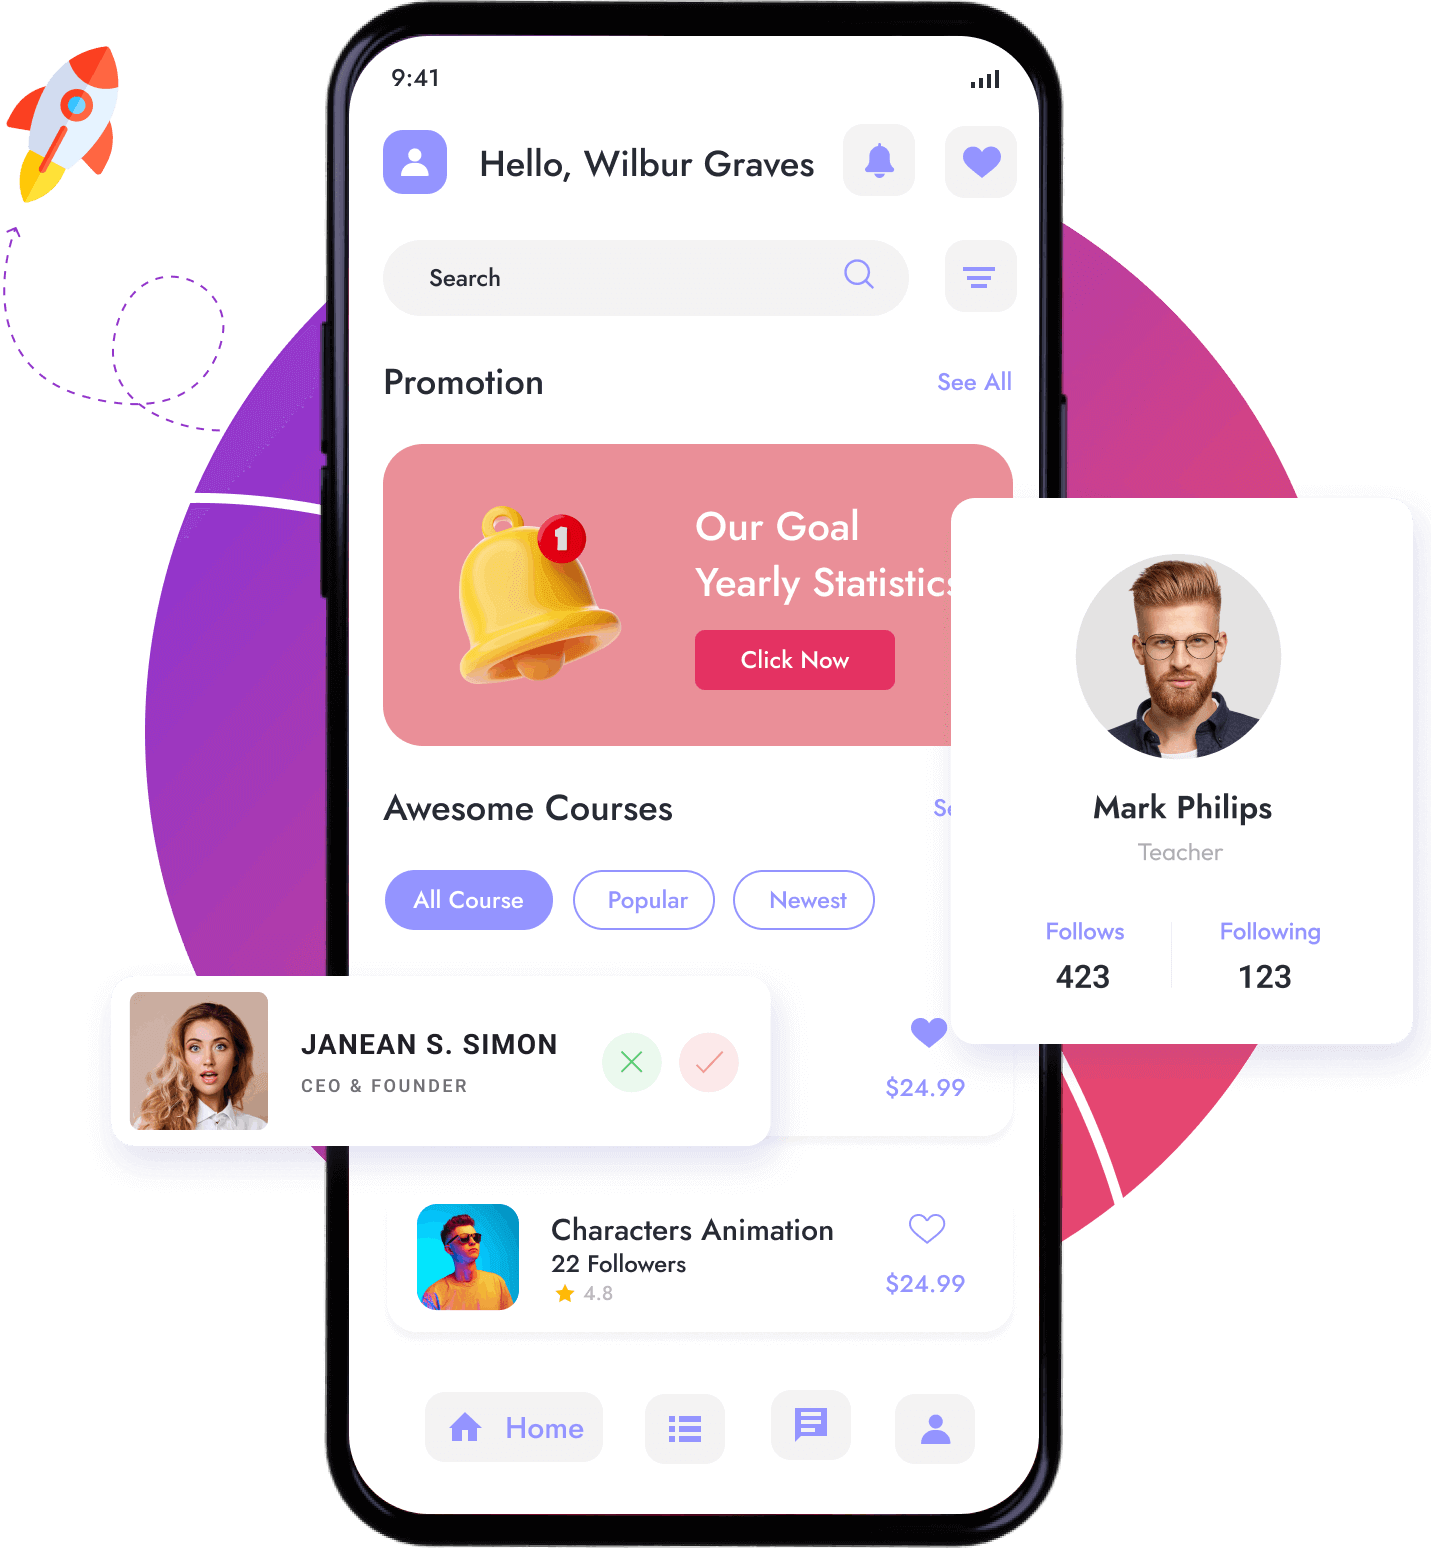 9:41
Hello, Wilbur Graves
Search
Promotion
See All
1
Our Goal
Yearly Statistics
Click Now
Awesome Courses
All Course
Popular
Newest
Mark Philips
Teacher
Follows
Following
423
123
JANEAN S. SIMON
CEO & FOUNDER
$24.99
Characters Animation
22 Followers
4.8
$24.99
Home